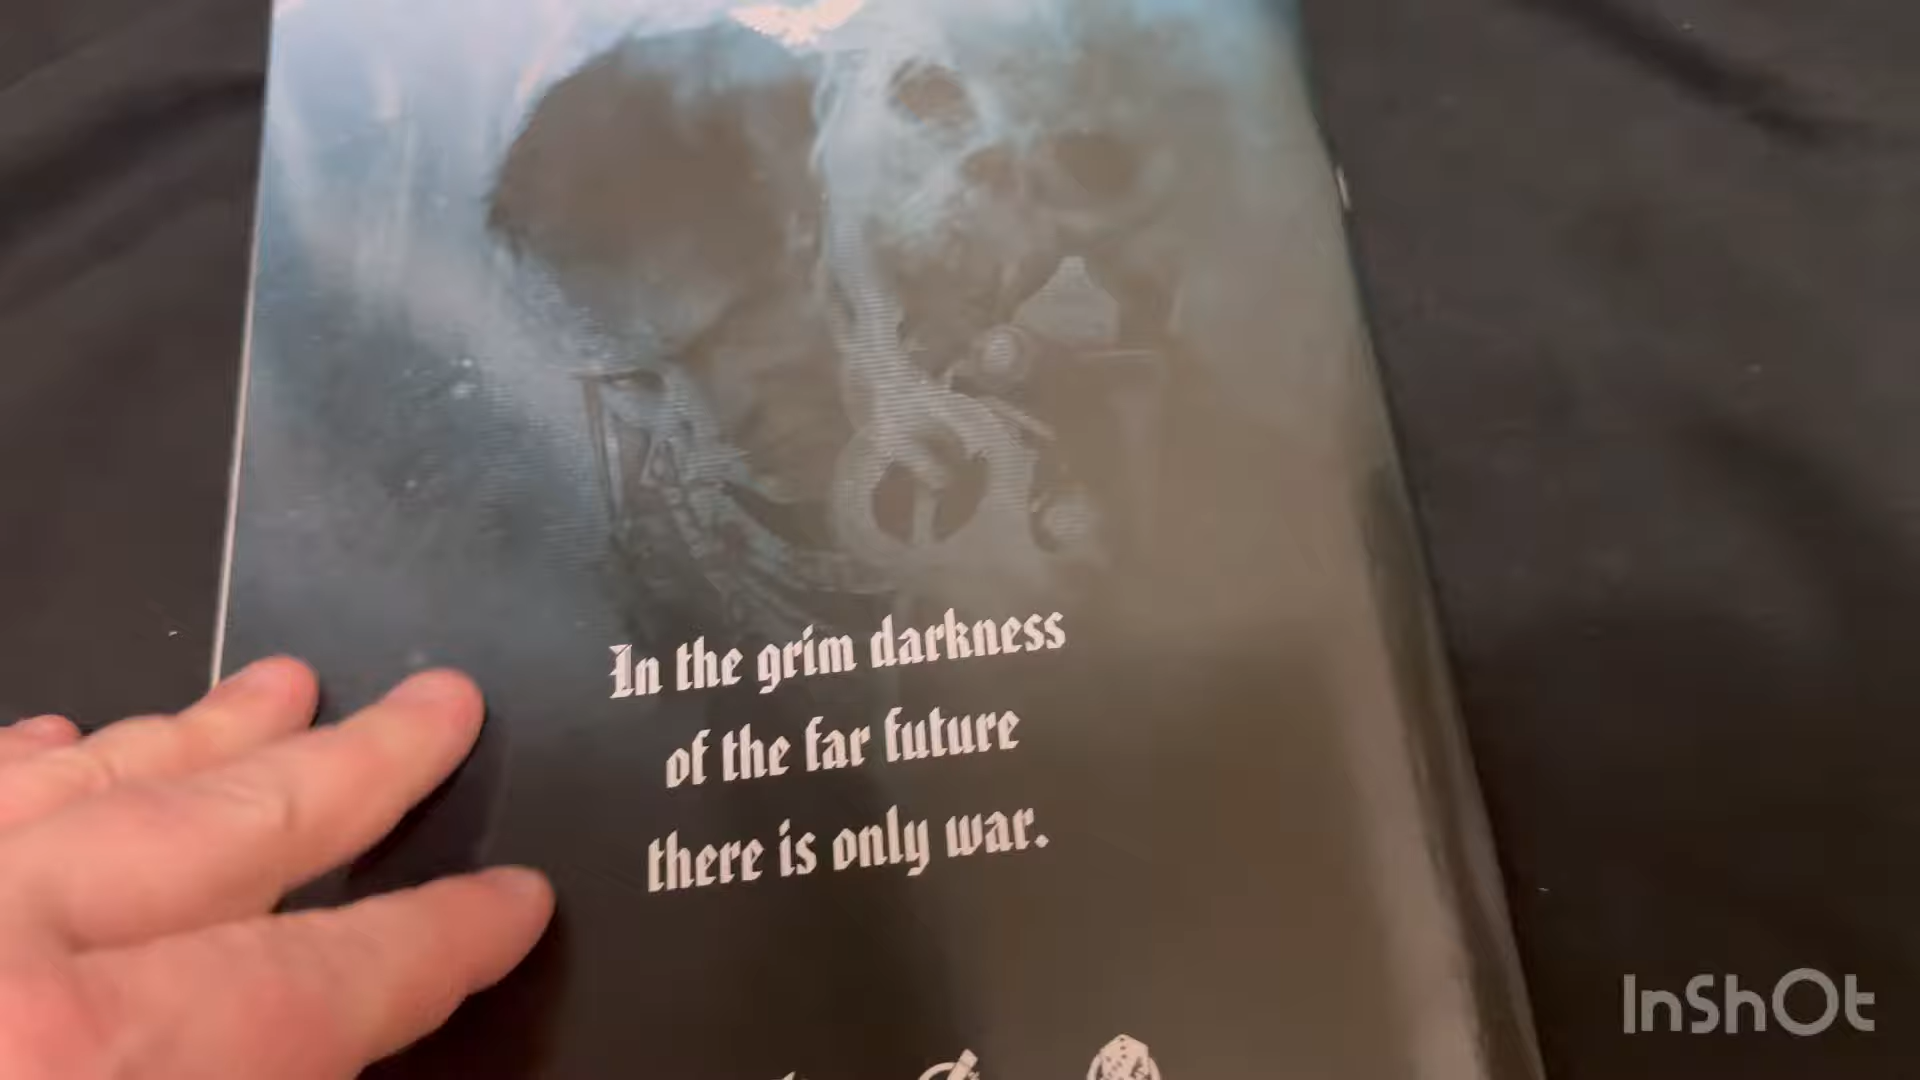 In the grim darkness
of the far future
there is only war.
InShOt